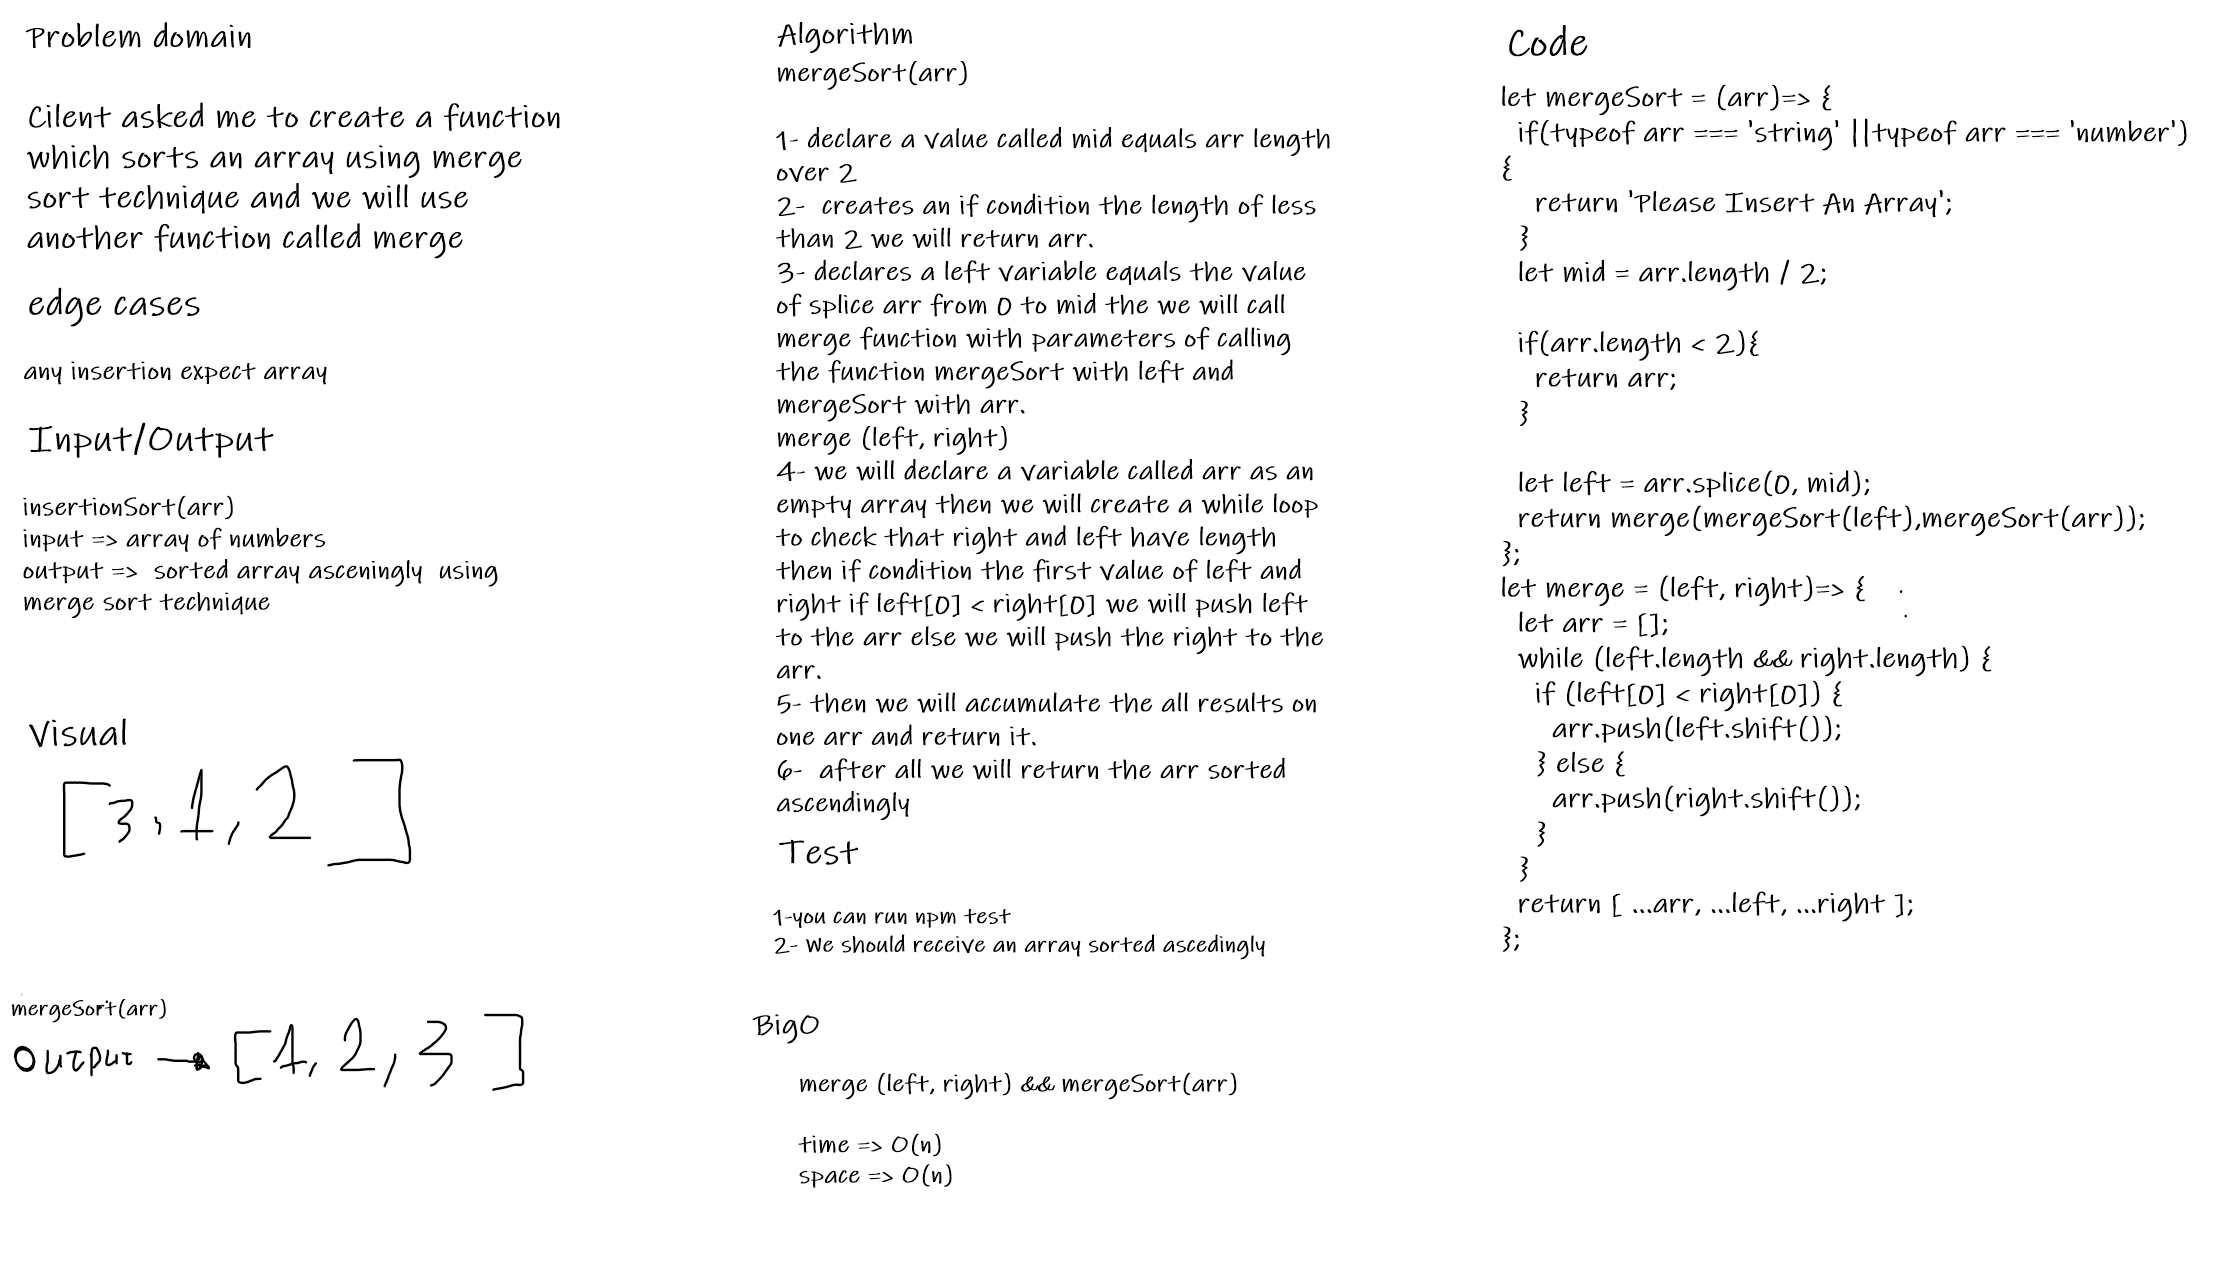 Problem domain
Cilent asked me to create a function
which sorts an array using merge
sort technique and we will use
another function called merge
edge cases
any insertion expect array
Input/Output
insertionSort(arr)
input => array of numbers
output => sorted array asceningly using
merge sort technique
Visual
[3,1,2]
mergeSort(arr)
output → [1,2,3]
Algorithm
mergeSort(arr)
1- declare a value called mid equals arr length
over 2
2- creates an if condition the length of less
than 2 we will return arr.
3- declares a left variable equals the value
of splice arr from 0 to mid the we will call
merge function with parameters of calling
the function mergeSort with left and
mergeSort with arr.
merge (left, right)
4- we will declare a variable called arr as an
empty array then we will create a while loop
to check that right and left have length
then if condition the first value of left and
right if left[0] < right[0] we will push left
to the arr else we will push the right to the
arr.
5- then we will accumulate the all results on
one arr and return it.
6- after all we will return the arr sorted
ascendingly
Test
1-you can run npm test
2- We should receive an array sorted ascedingly
BigO
merge (left, right) && mergeSort(arr)
time => O(n)
space => O(n)
Code
let mergeSort = (arr)=> {
if(typeof arr === 'string' ||typeof arr === 'number')
{
return 'Please Insert An Array';
}
let mid = arr.length / 2;
if(arr.length < 2){
return arr;
}
let left = arr.splice(0, mid);
return merge(mergeSort(left),mergeSort(arr));
};
let merge = (left, right)=> {
let arr = [];
while (left.length && right.length) {
if (left[0] < right[0]) {
arr.push(left.shift());
} else {
arr.push(right.shift());
}
}
return [ ...arr, ...left, ...right ];
};